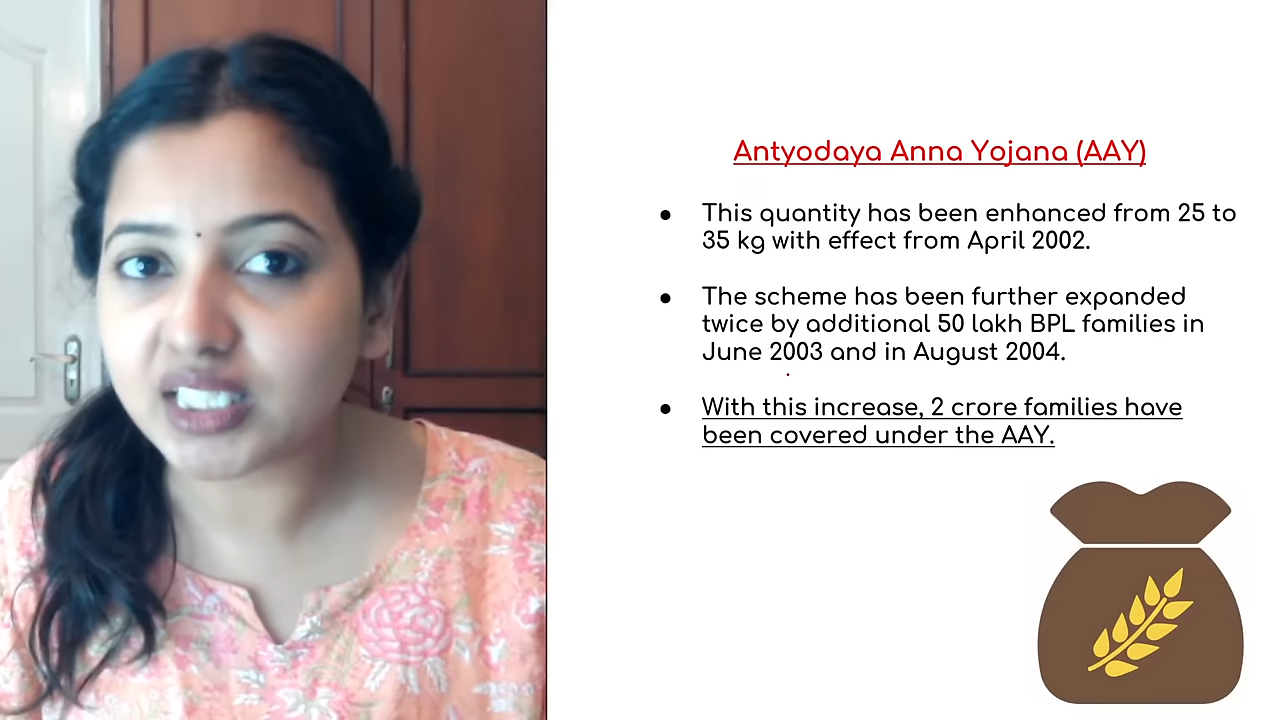 Antyodaya Anna Yojana (AAY)
● This quantity has been enhanced from 25 to
35 kg with effect from April 2002.
● The scheme has been further expanded
twice by additional 50 lakh BPL families in
June 2003 and in August 2004.
● With this increase, 2 crore families have
been covered under the AAY.